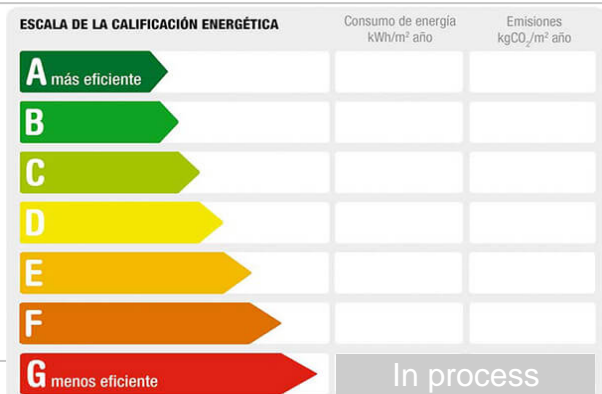 ESCALA DE LA CALIFICACIÓN ENERGÉTICA
Consumo de energía
kWh/m² año
Emisiones
kgCO₂/m² año
A más eficiente
B
C
D
E
F
G menos eficiente
In process